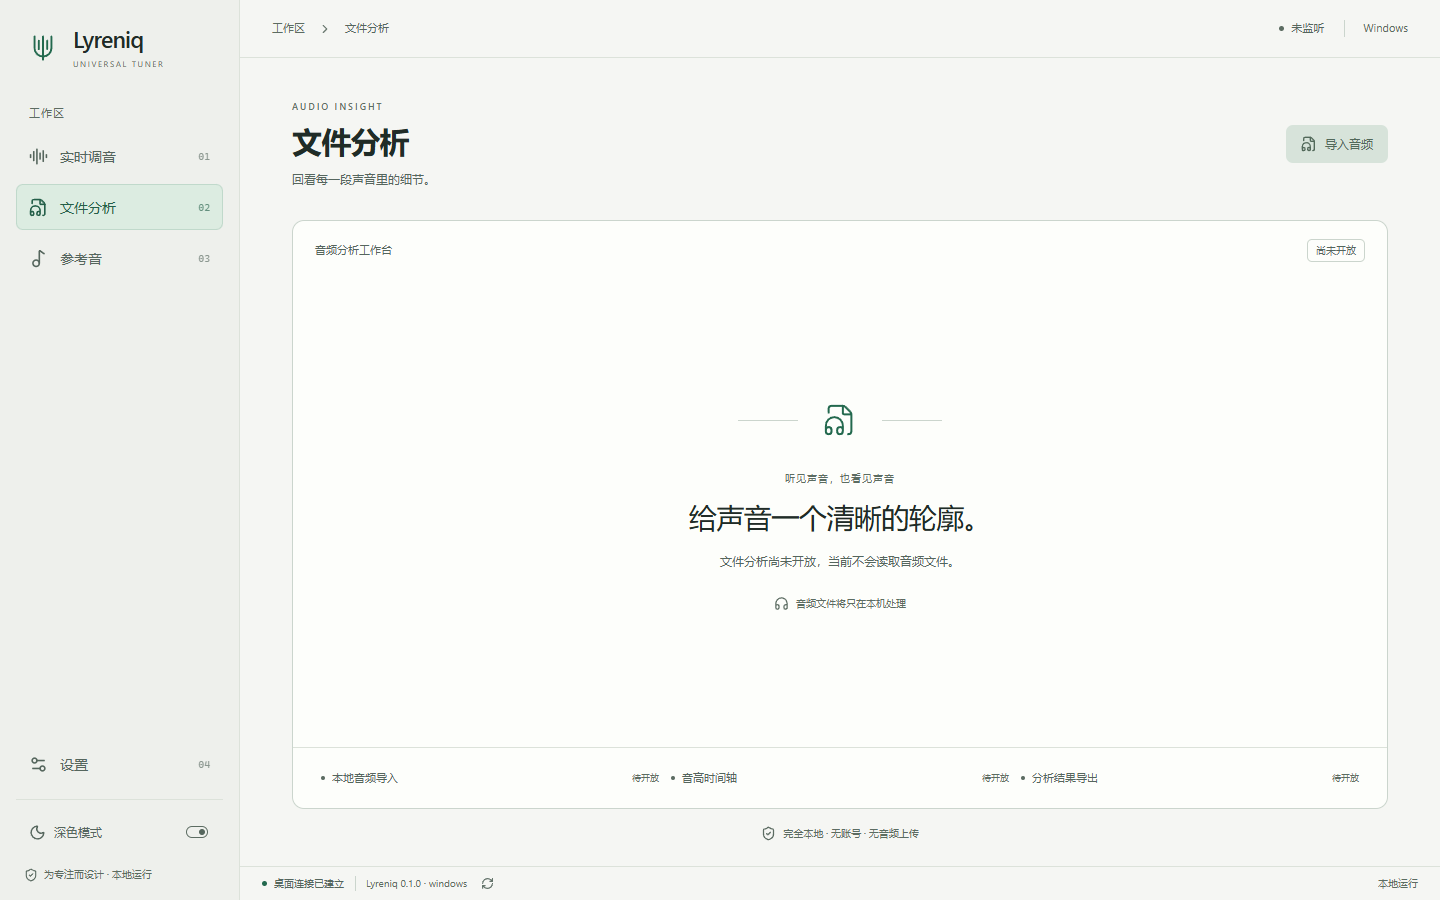 Lyreniq
UNIVERSAL TUNER
工作区
实时调音 01
文件分析 02
参考音 03
设置 04
深色模式
为专注而设计 · 本地运行
工作区 文件分析
未监听 Windows
AUDIO INSIGHT
文件分析
回看每一段声音里的细节。
导入音频
音频分析工作台
尚未开放
听见声音，也看见声音
给声音一个清晰的轮廓。
文件分析尚未开放，当前不会读取音频文件。
音频文件将只在本机处理
本地音频导入 待开放
音高时间轴 待开放
分析结果导出 待开放
完全本地 · 无账号 · 无音频上传
桌面连接已建立 Lyreniq 0.1.0 · windows
本地运行